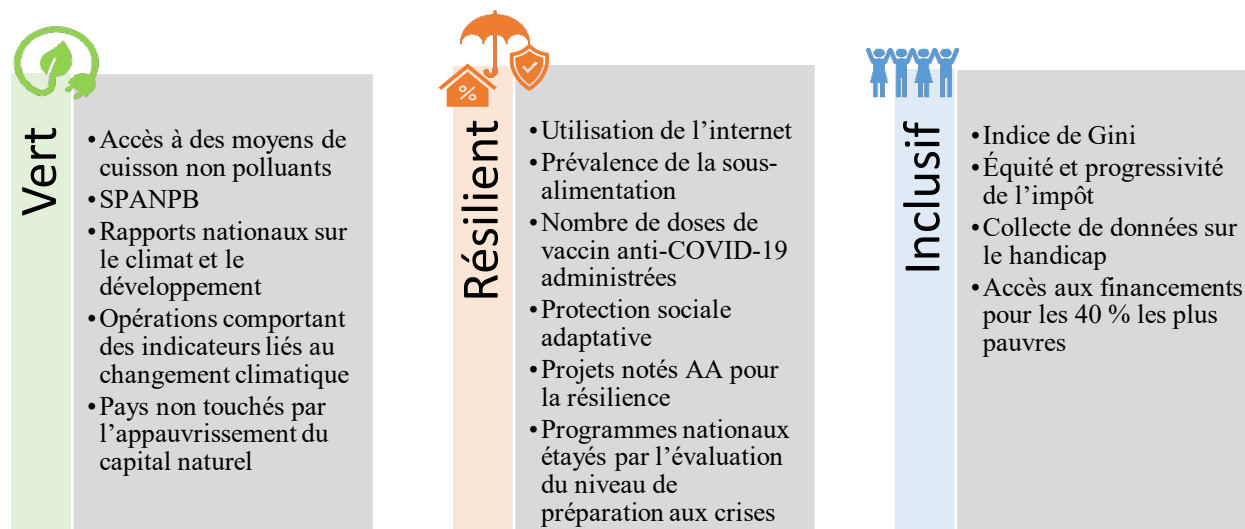 Vert
•Accès à des moyens de
cuisson non polluants
•SPANPB
•Rapports nationaux sur
le climat et le
développement
•Opérations comportant
des indicateurs liés au
changement climatique
•Pays non touchés par
l’appauvrissement du
capital naturel
%
Résilient
•Utilisation de l’internet
•Prévalence de la sous-
alimentation
•Nombre de doses de
vaccin anti-COVID-19
administrées
•Protection sociale
adaptative
•Projets notés AA pour
la résilience
•Programmes nationaux
étayés par l’évaluation
du niveau de
préparation aux crises
Inclusif
•Indice de Gini
•Équité et progressivité
de l’impôt
•Collecte de données sur
le handicap
•Accès aux financements
pour les 40 % les plus
pauvres